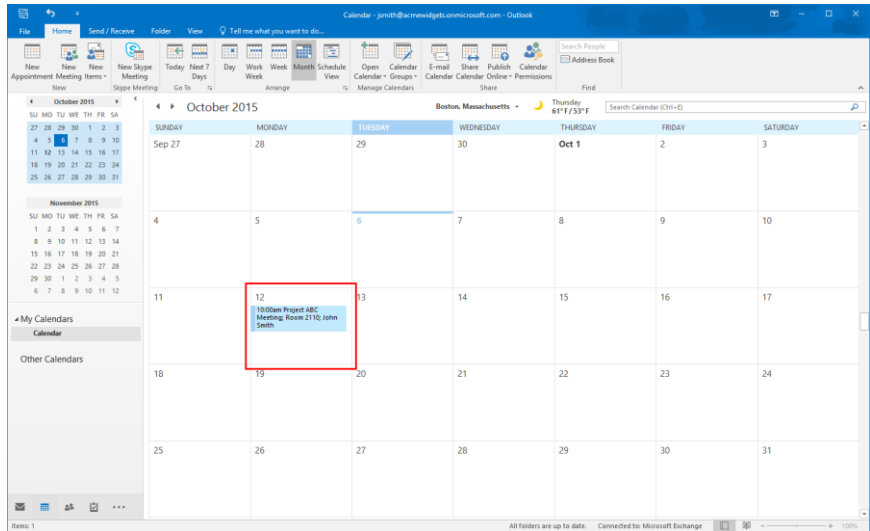 Calendar - jsmith@acmewidgets.onmicrosoft.com - Outlook
File Home Send / Receive Folder View Tell me what you want to do...
New Appointment
New Meeting
New Items
New Skype Meeting
Today
Next 7 Days
Day
Work Week
Week
Month
Schedule View
Open Calendar
Calendar Groups
E-mail Calendar
Share Calendar
Publish Online
Calendar Permissions
Search People
Address Book
New Skype Meeting Go To Arrange Manage Calendars Share Find
October 2015
SU MO TU WE TH FR SA
27 28 29 30 1 2 3
4 5 6 7 8 9 10
11 12 13 14 15 16 17
18 19 20 21 22 23 24
25 26 27 28 29 30 31
November 2015
SU MO TU WE TH FR SA
1 2 3 4 5 6 7
8 9 10 11 12 13 14
15 16 17 18 19 20 21
22 23 24 25 26 27 28
29 30 1 2 3 4 5
6 7 8 9 10 11 12
My Calendars
Calendar
Other Calendars
October 2015
Boston, Massachusetts
Thursday
61° F / 53° F
Search Calendar (Ctrl+E)
SUNDAY MONDAY TUESDAY WEDNESDAY THURSDAY FRIDAY SATURDAY
Sep 27 28 29 30 Oct 1 2 3
4 5 6 7 8 9 10
11 12 13 14 15 16 17
10:00am Project ABC
Meeting; Room 2110; John
Smith
18 19 20 21 22 23 24
25 26 27 28 29 30 31
Items: 1
All folders are up to date. Connected to: Microsoft Exchange
100%